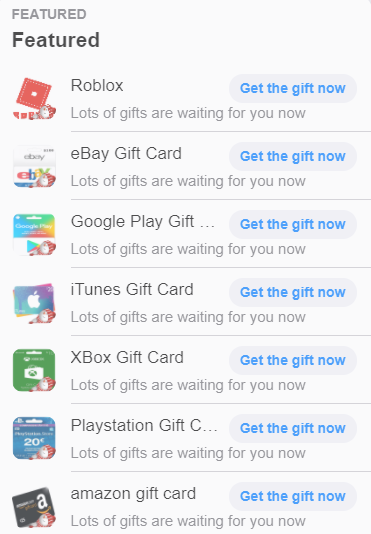 FEATURED
Featured
Roblox
Get the gift now
Lots of gifts are waiting for you now
ebay
eBay Gift Card
Get the gift now
Lots of gifts are waiting for you now
Google Play
Google Play Gift …
Get the gift now
Lots of gifts are waiting for you now
iTunes Gift Card
Get the gift now
Lots of gifts are waiting for you now
XBOX
XBox Gift Card
Get the gift now
Lots of gifts are waiting for you now
PlayStation Store
20€
Playstation Gift C…
Get the gift now
Lots of gifts are waiting for you now
amazon
a
amazon gift card
Get the gift now
Lots of gifts are waiting for you now